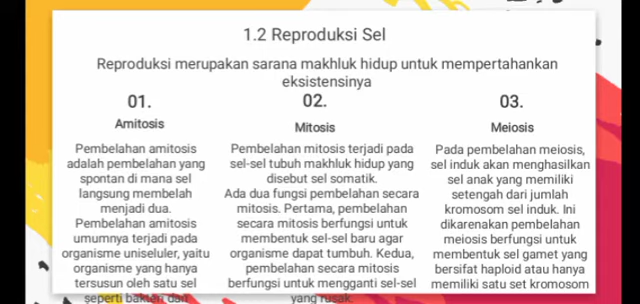 1.2 Reproduksi Sel
Reproduksi merupakan sarana makhluk hidup untuk mempertahankan
eksistensinya
01.
Amitosis
Pembelahan amitosis
adalah pembelahan yang
spontan di mana sel
langsung membelah
menjadi dua.
Pembelahan amitosis
umumnya terjadi pada
organisme uniseluler, yaitu
organisme yang hanya
tersusun oleh satu sel
seperti bakteri dan
02.
Mitosis
Pembelahan mitosis terjadi pada
sel-sel tubuh makhluk hidup yang
disebut sel somatik.
Ada dua fungsi pembelahan secara
mitosis. Pertama, pembelahan
secara mitosis berfungsi untuk
membentuk sel-sel baru agar
organisme dapat tumbuh. Kedua,
pembelahan secara mitosis
berfungsi untuk mengganti sel-sel
yang rusak.
03.
Meiosis
Pada pembelahan meiosis,
sel induk akan menghasilkan
sel anak yang memiliki
setengah dari jumlah
kromosom sel induk. Ini
dikarenakan pembelahan
meiosis berfungsi untuk
membentuk sel gamet yang
bersifat haploid atau hanya
memiliki satu set kromosom